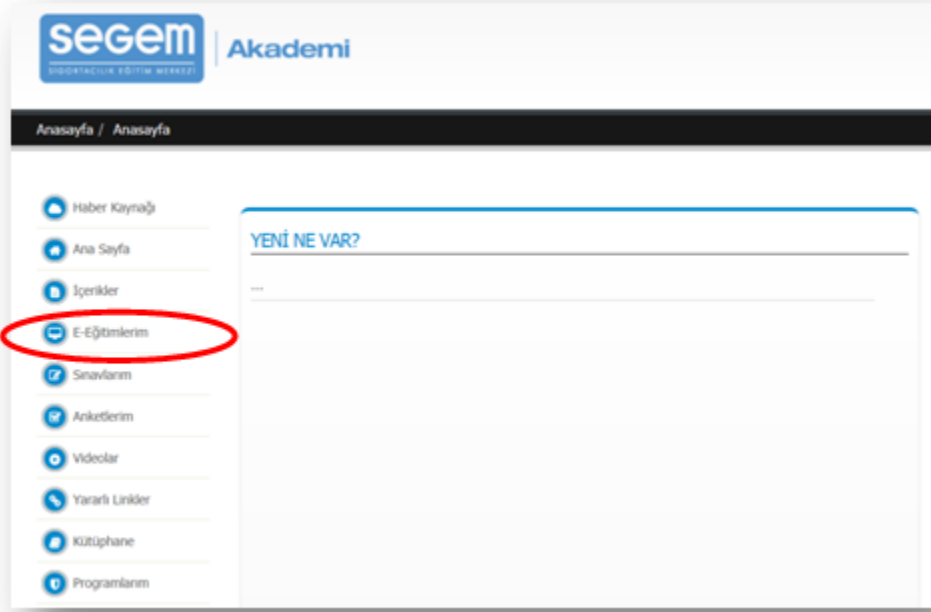 segem
SİGORTACILIK EĞİTİM MERKEZİ
Akademi
Anasayfa / Anasayfa
Haber Kaynağı
Ana Sayfa
İçerikler
E-Eğitimlerim
Sınavlarım
Anketlerim
Videolar
Yararlı Linkler
Kütüphane
Programlarım
YENİ NE VAR?
...